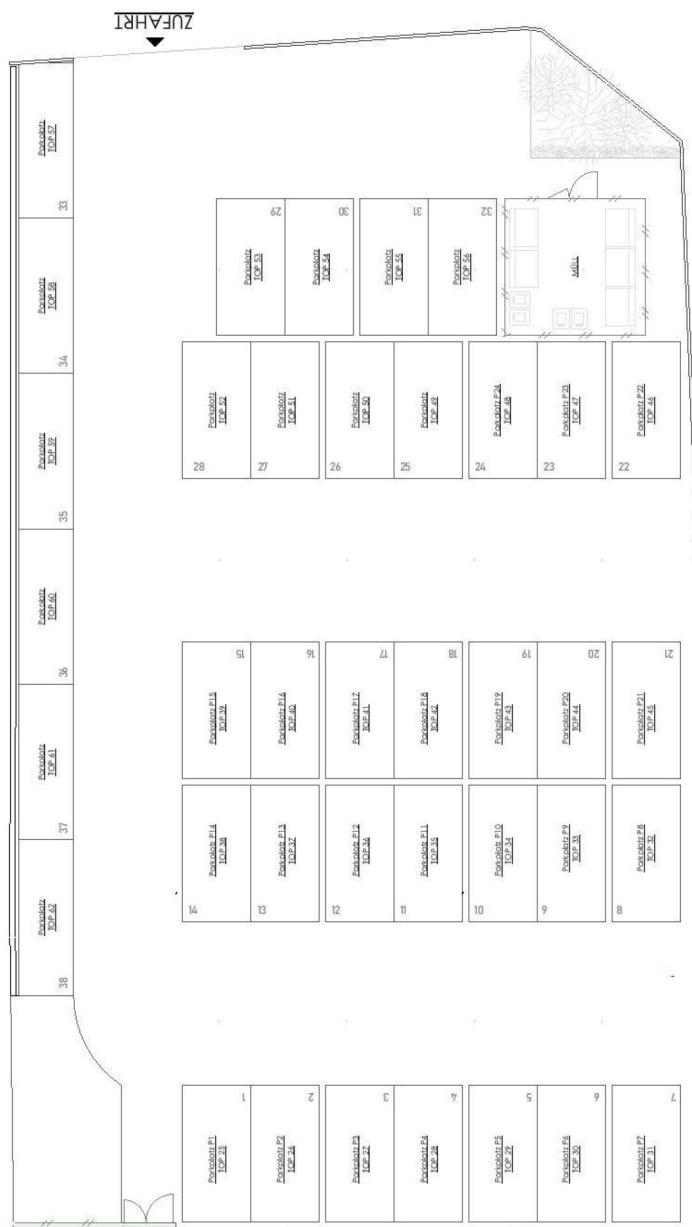 ZUFAHRT
Parkplatz
TOP 57
33
Parkplatz
TOP 58
34
Parkplatz
TOP 59
35
Parkplatz
TOP 60
36
Parkplatz
TOP 61
37
Parkplatz
TOP 62
38
Parkplatz
TOP 53
29
Parkplatz
TOP 54
30
Parkplatz
TOP 55
31
Parkplatz
TOP 56
32
MÜLL
Parkplatz
TOP 52
28
Parkplatz
TOP 51
27
Parkplatz
TOP 50
26
Parkplatz
TOP 49
25
Parkplatz P24
TOP 48
24
Parkplatz P23
TOP 47
23
Parkplatz P22
TOP 46
22
Parkplatz P15
TOP 39
15
Parkplatz P16
TOP 40
16
Parkplatz P17
TOP 41
17
Parkplatz P18
TOP 42
18
Parkplatz P19
TOP 43
19
Parkplatz P20
TOP 44
20
Parkplatz P21
TOP 45
21
Parkplatz P14
TOP 38
14
Parkplatz P13
TOP 37
13
Parkplatz P12
TOP 36
12
Parkplatz P11
TOP 35
11
Parkplatz P10
TOP 34
10
Parkplatz P9
TOP 33
9
Parkplatz P8
TOP 32
8
Parkplatz P1
TOP 25
1
Parkplatz P2
TOP 26
2
Parkplatz P3
TOP 27
3
Parkplatz P4
TOP 28
4
Parkplatz P5
TOP 29
5
Parkplatz P6
TOP 30
6
Parkplatz P7
TOP 31
7